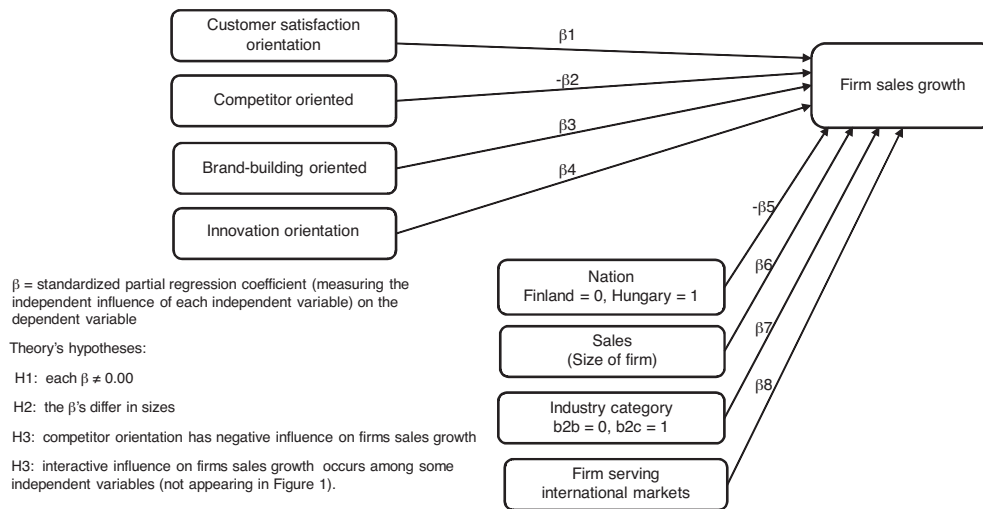 Customer satisfaction
orientation
β1
Competitor oriented
-β2
Firm sales growth
Brand-building oriented
β3
Innovation orientation
β4
-β5
β6
β7
β8
Nation
Finland = 0, Hungary = 1
Sales
(Size of firm)
Industry category
b2b = 0, b2c = 1
Firm serving
international markets
β = standardized partial regression coefficient (measuring the
independent influence of each independent variable) on the
dependent variable
Theory's hypotheses:
H1: each β ≠ 0.00
H2: the β's differ in sizes
H3: competitor orientation has negative influence on firms sales growth
H3: interactive influence on firms sales growth occurs among some
independent variables (not appearing in Figure 1).